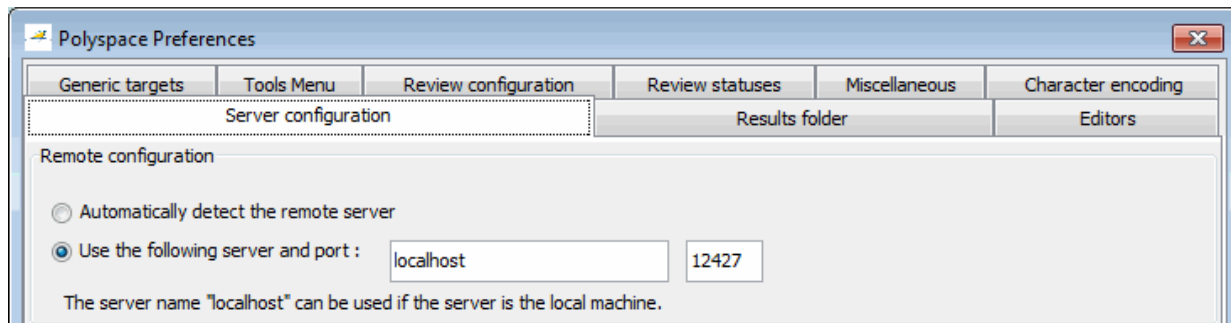 Polyspace Preferences
Generic targets Tools Menu Review configuration Review statuses Miscellaneous Character encoding
Server configuration Results folder Editors
Remote configuration
Automatically detect the remote server
Use the following server and port : localhost 12427
The server name "localhost" can be used if the server is the local machine.